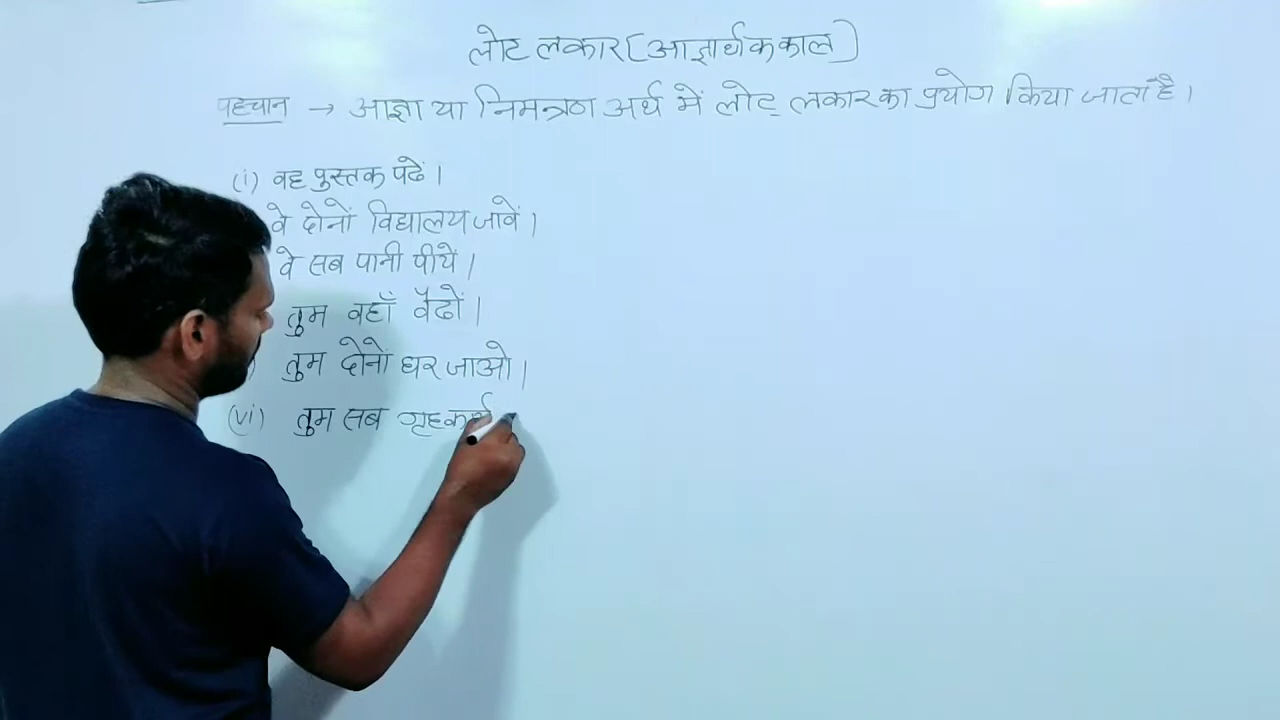 लोट लकार (आज्ञार्थक काल)
पहचान → आज्ञा या निमन्त्रण अर्थ में लोट् लकार का प्रयोग किया जाता है।
(i) वह पुस्तक पढें।
वे दोनों विद्यालय जावें।
वे सब पानी पीयें।
तुम वहाँ वैठों।
) तुम दोनों घर जाओ।
(vi) तुम सब गृहकार्य